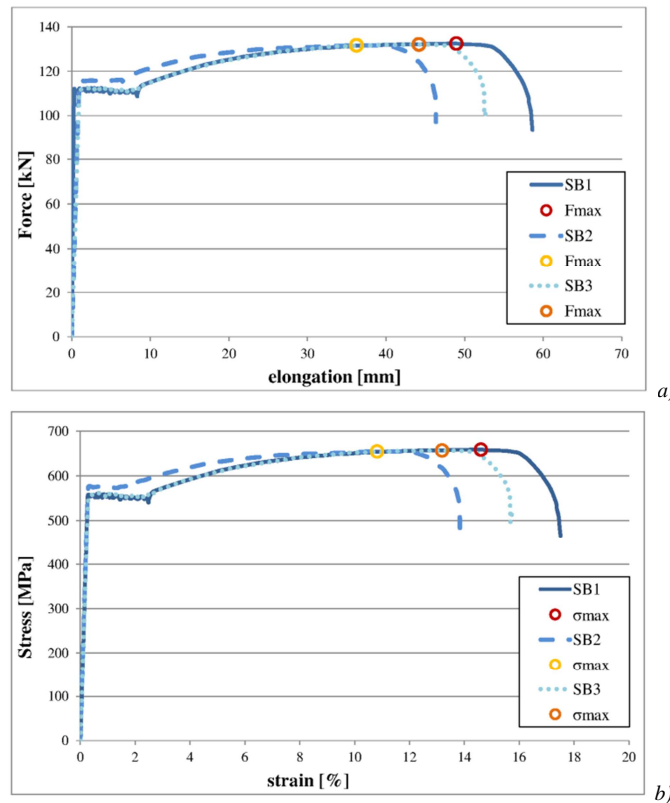 Force [kN]
140
120
100
80
60
40
20
0
0 10 20 30 40 50 60 70
elongation [mm]
SB1
Fmax
SB2
Fmax
SB3
Fmax
a)
Stress [MPa]
700
600
500
400
300
200
100
0
0 2 4 6 8 10 12 14 16 18 20
strain [%]
SB1
σmax
SB2
σmax
SB3
σmax
b)